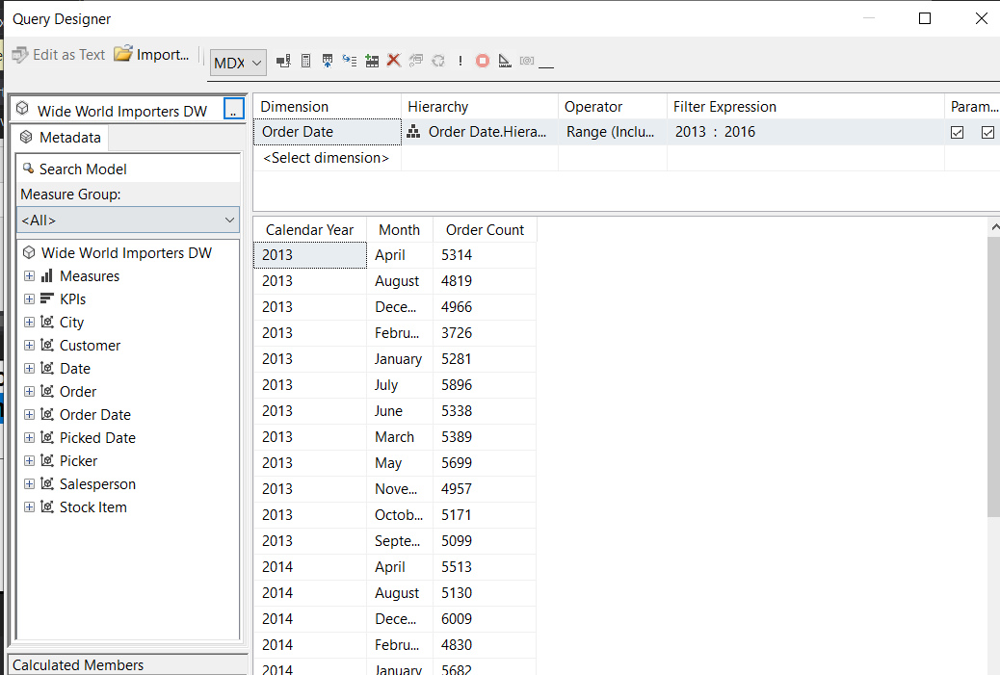 Query Designer
Edit as Text Import... MDX
Wide World Importers DW ..
Metadata
Search Model
Measure Group:
<All>
Wide World Importers DW
Measures
KPIs
City
Customer
Date
Order
Order Date
Picked Date
Picker
Salesperson
Stock Item
Calculated Members
Dimension Hierarchy Operator Filter Expression Param...
Order Date Order Date.Hiera... Range (Inclu... 2013 : 2016
<Select dimension>
Calendar Year Month Order Count
2013 April 5314
2013 August 4819
2013 Dece... 4966
2013 Febru... 3726
2013 January 5281
2013 July 5896
2013 June 5338
2013 March 5389
2013 May 5699
2013 Nove... 4957
2013 Octob... 5171
2013 Septe... 5099
2014 April 5513
2014 August 5130
2014 Dece... 6009
2014 Febru... 4830
2014 January 5682